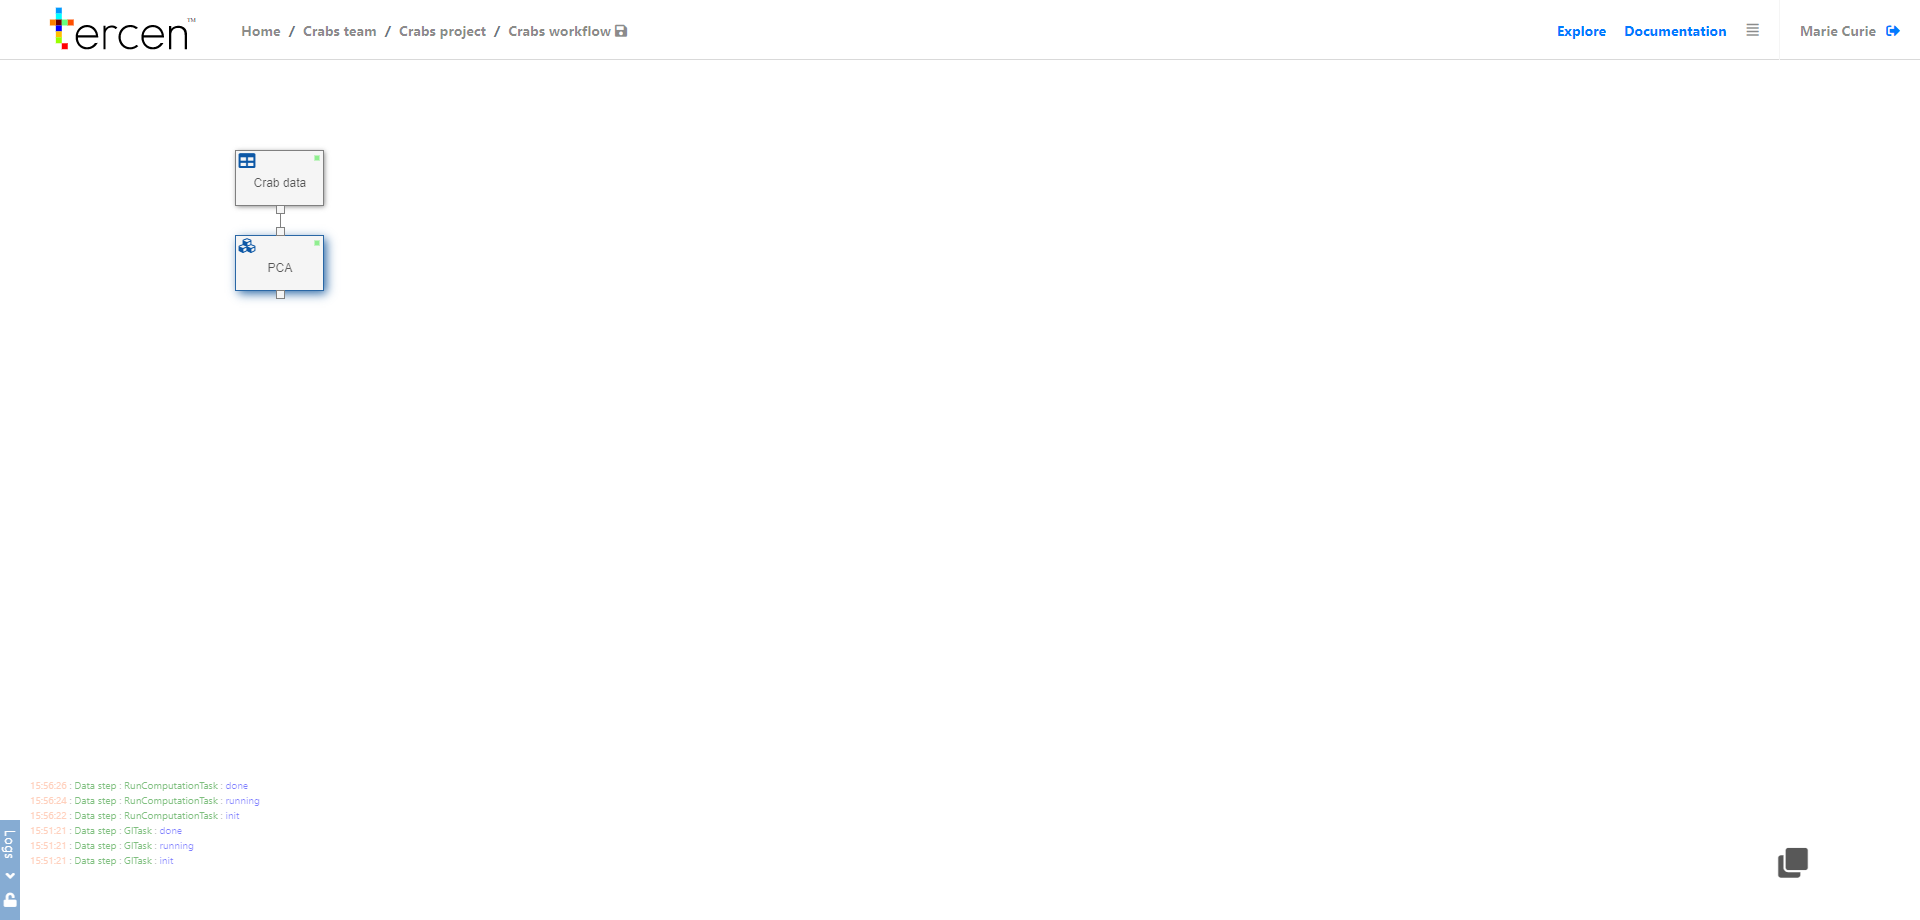 tercen™
Home / Crabs team / Crabs project / Crabs workflow
Explore Documentation Marie Curie
Crab data
PCA
15:56:26 : Data step : RunComputationTask : done
15:56:24 : Data step : RunComputationTask : running
15:56:22 : Data step : RunComputationTask : init
15:51:21 : Data step : GlTask : done
15:51:21 : Data step : GlTask : running
15:51:21 : Data step : GlTask : init
Logs